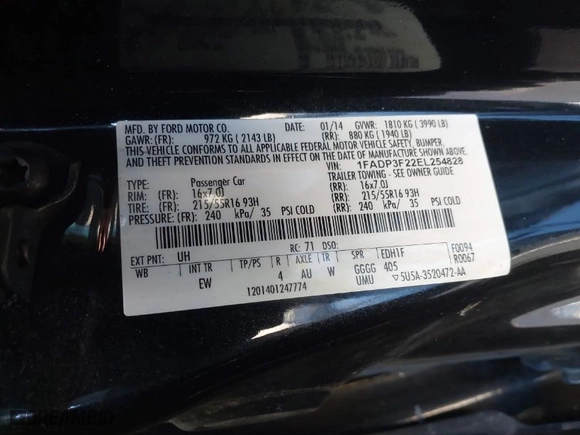 MFD. BY FORD MOTOR CO. DATE: 01/14 GVWR: 1810 KG ( 3990 LB)
GAWR:(FR): 972 KG ( 2143 LB) (RR): 880 KG ( 1940 LB)
THIS VEHICLE CONFORMS TO ALL APPLICABLE FEDERAL MOTOR
VEHICLE SAFETY, BUMPER, AND THEFT PREVENTION STANDARDS IN
EFFECT ON THE DATE OF MANUFACTURE SHOWN ABOVE.
VIN: 1FADP3F22EL254828
TYPE: Passenger Car TRAILER TOWING - SEE OWNER GUIDE
RIM: (FR): 16x7.0J (RR): 16x7.0J
TIRE: (FR): 215/55R16 93H (RR): 215/55R16 93H
PRESSURE: (FR): 240 kPa/ 35 PSI COLD (RR): 240 kPa/ 35 PSI COLD
EXT PNT: UH RC: 71 DSO: F0094
WB INT TR TP/PS R AXLE TR SPR EDH1F R0067
EW 4 AU W GGGG 405
1201401247774 UMU 5U5A-3520472-AA